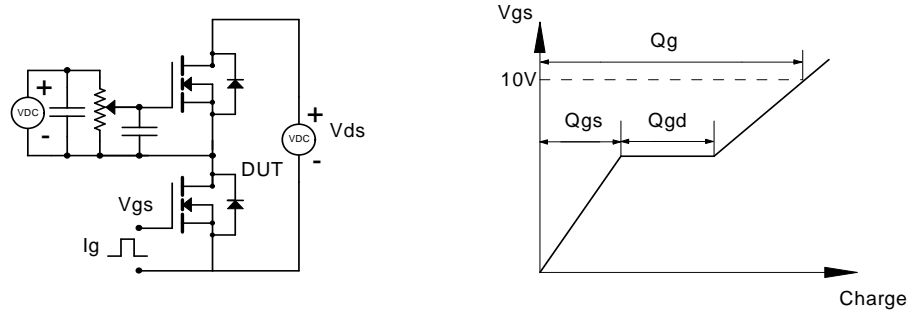 +
VDC
-
Vgs
Ig
DUT
+
VDC
-
Vds
Vgs
Qg
10V
Qgs
Qgd
Charge